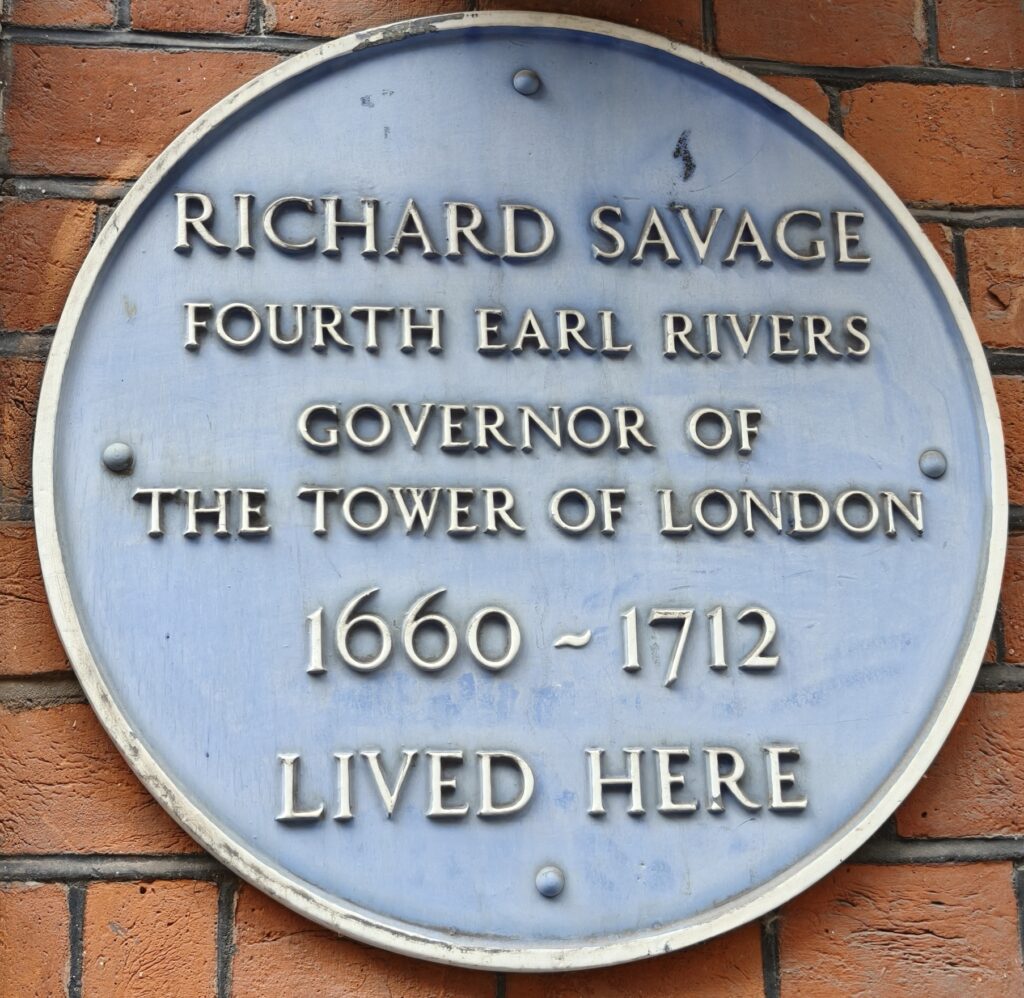 RICHARD SAVAGE
FOURTH EARL RIVERS
GOVERNOR OF
THE TOWER OF LONDON
1660 ~ 1712
LIVED HERE